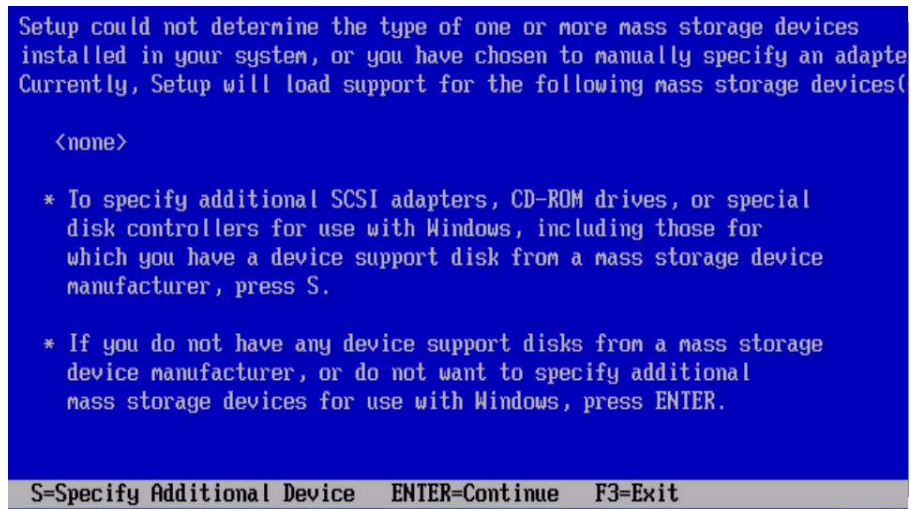 Setup could not determine the type of one or more mass storage devices
installed in your system, or you have chosen to manually specify an adapte
Currently, Setup will load support for the following mass storage devices(
<none>
* To specify additional SCSI adapters, CD-ROM drives, or special
disk controllers for use with Windows, including those for
which you have a device support disk from a mass storage device
manufacturer, press S.
* If you do not have any device support disks from a mass storage
device manufacturer, or do not want to specify additional
mass storage devices for use with Windows, press ENTER.
S=Specify Additional Device ENTER=Continue F3=Exit